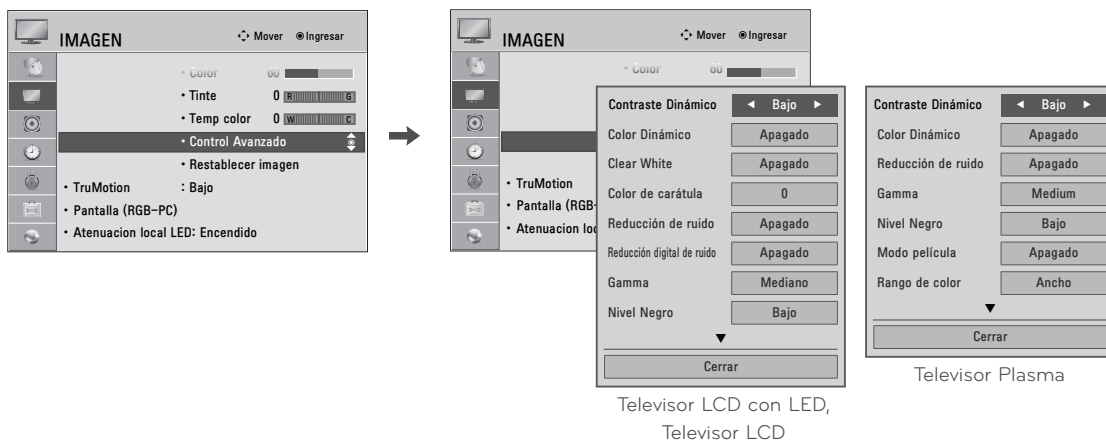 IMAGEN Mover Ingresar
• Color 60
• Tinte 0 R G
• Temp color 0 W C
• Control Avanzado
• Restablecer imagen
• TruMotion : Bajo
• Pantalla (RGB-PC)
• Atenuacion local LED: Encendido
IMAGEN Mover Ingresar
• Color 60
• TruMotion
• Pantalla (RGB-
• Atenuacion loc
Contraste Dinámico ◄ Bajo ►
Color Dinámico Apagado
Clear White Apagado
Color de carátula 0
Reducción de ruido Apagado
Reducción digital de ruido Apagado
Gamma Mediano
Nivel Negro Bajo
▼
Cerrar
Televisor LCD con LED,
Televisor LCD
Contraste Dinámico ◄ Bajo ►
Color Dinámico Apagado
Reducción de ruido Apagado
Gamma Medium
Nivel Negro Bajo
Modo película Apagado
Rango de color Ancho
▼
Cerrar
Televisor Plasma